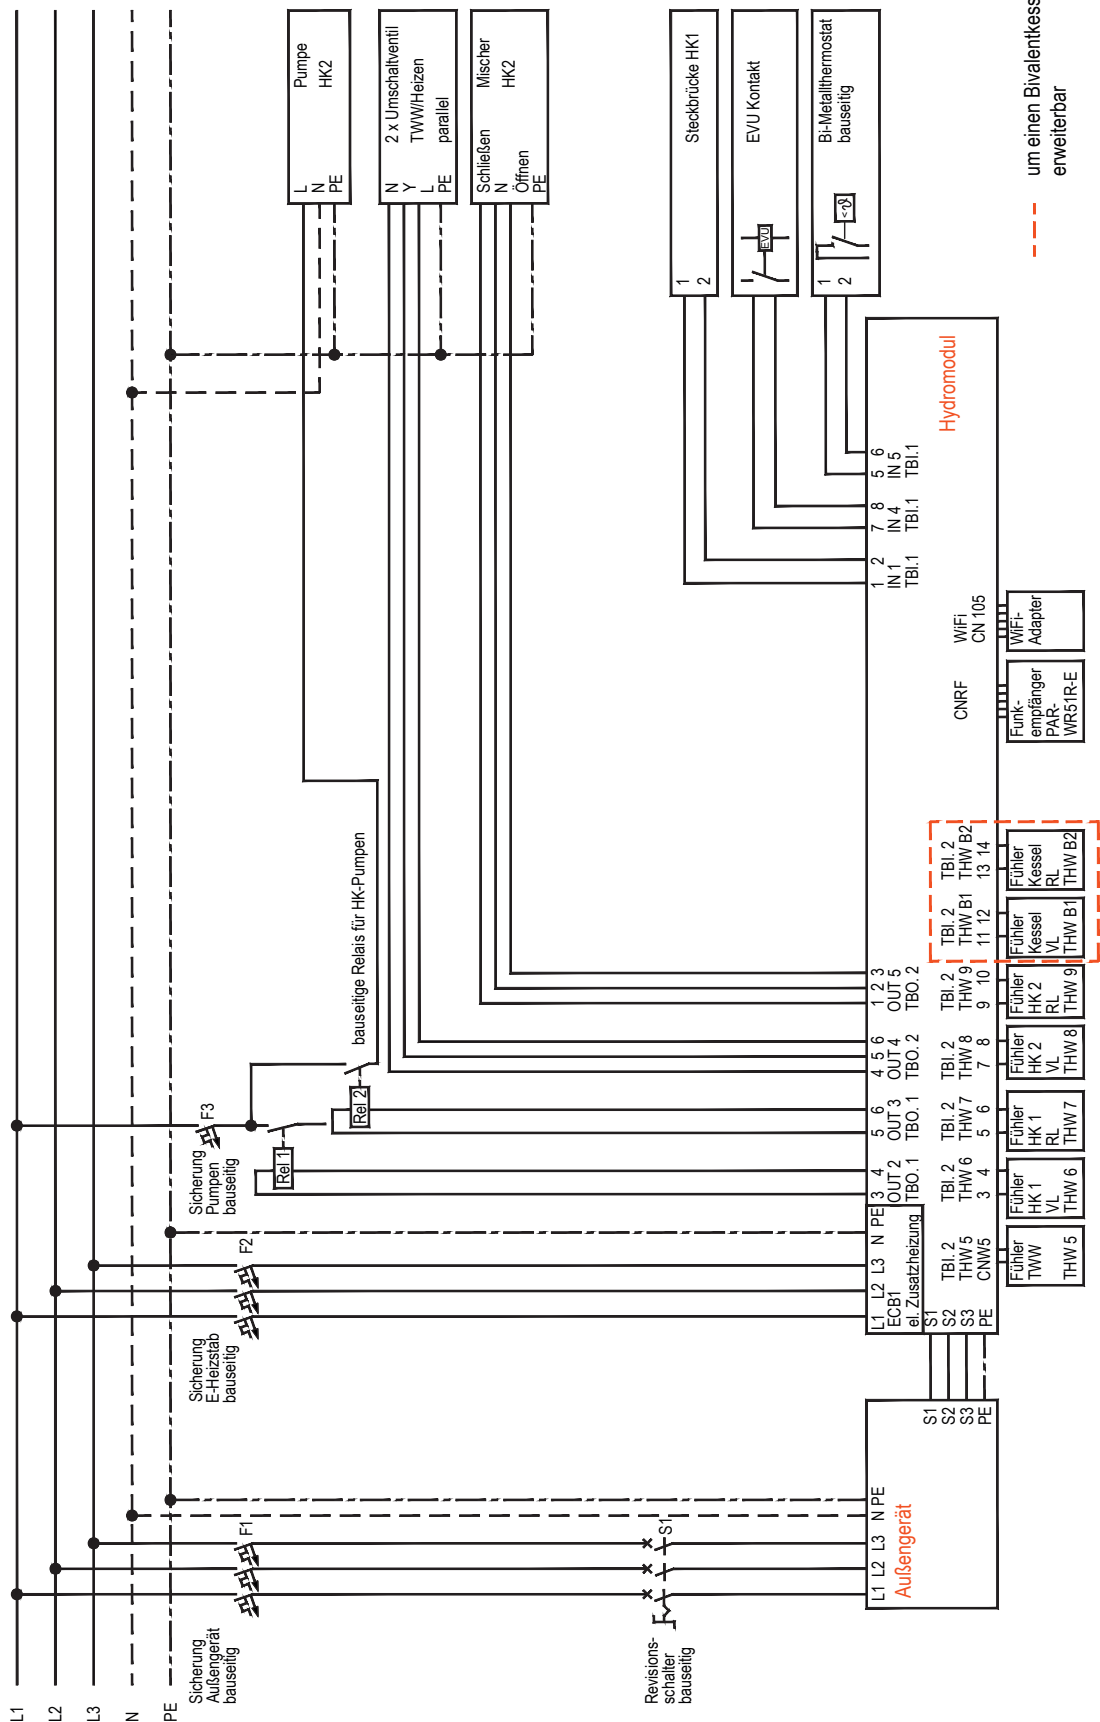 L1
L2
L3
N
PE
Sicherung
Außengerät
bauseitig
F1
Sicherung
E-Heizstab
bauseitig
F2
Sicherung
Pumpen
bauseitig
F3
Rel 1
Rel 2
bauseitige Relais für HK-Pumpen
Pumpe
HK2
L
N
PE
2 x Umschaltventil
TWW/Heizen
parallel
N
Y
L
PE
Mischer
HK2
Schließen
N
Öffnen
PE
Revisions-
schalter
bauseitig
S1
Steckbrücke HK1
1
2
EVU Kontakt
EVU
Bi-Metallthermostat
bauseitig
<ϑ
1
2
Außengerät
L1 L2 L3 N PE
S1
S2
S3
PE
Hydromodul
L1 L2 L3 N PE
ECB1
el. Zusatzheizung
S1
S2
S3
PE
3 4
OUT 2
TBO. 1
5 6
OUT 3
TBO. 1
4 5 6
OUT 4
TBO. 2
1 2 3
OUT 5
TBO. 2
1 2
IN 1
TBI.1
7 8
IN 4
TBI.1
5 6
IN 5
TBI.1
TBI. 2
THW 5
CNW5
TBI. 2
THW 6
3 4
TBI. 2
THW 7
5 6
TBI. 2
THW 8
7 8
TBI. 2
THW 9
9 10
TBI. 2
THW B1
11 12
TBI. 2
THW B2
13 14
CNRF
WiFi
CN 105
Fühler
TWW
THW 5
Fühler
HK 1
VL
THW 6
Fühler
HK 1
RL
THW 7
Fühler
HK 2
VL
THW 8
Fühler
HK 2
RL
THW 9
Fühler
Kessel
VL
THW B1
Fühler
Kessel
RL
THW B2
Funk-
empfänger
PAR-
WR51R-E
WiFi-
Adapter
um einen Bivalentkess
erweiterbar